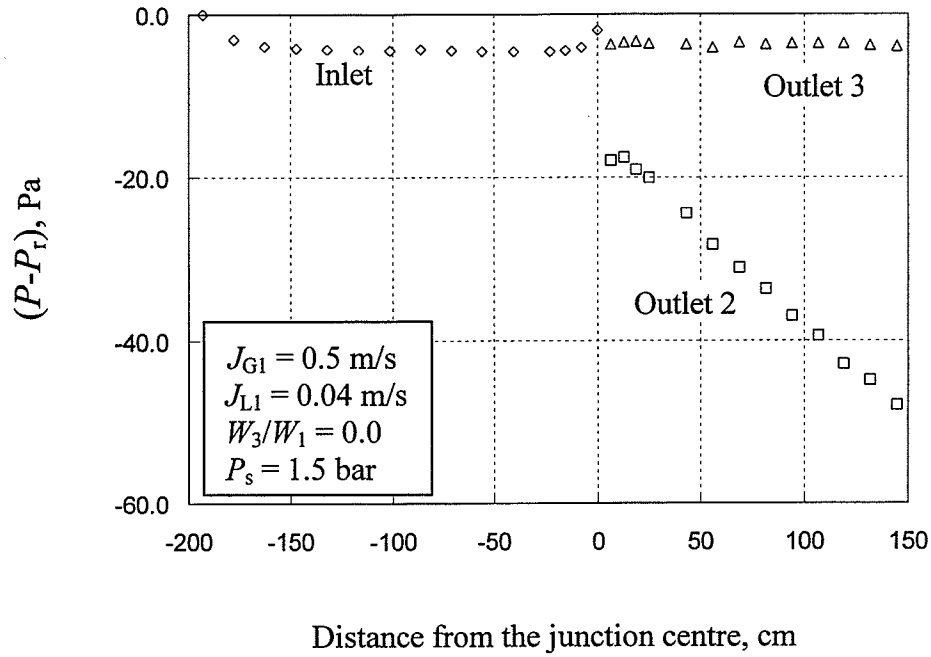 0.0
Inlet
Outlet 3
-20.0
(P-Pr), Pa
Outlet 2
-40.0
JG1 = 0.5 m/s
JL1 = 0.04 m/s
W3/W1 = 0.0
Ps = 1.5 bar
-60.0
-200 -150 -100 -50 0 50 100 150
Distance from the junction centre, cm